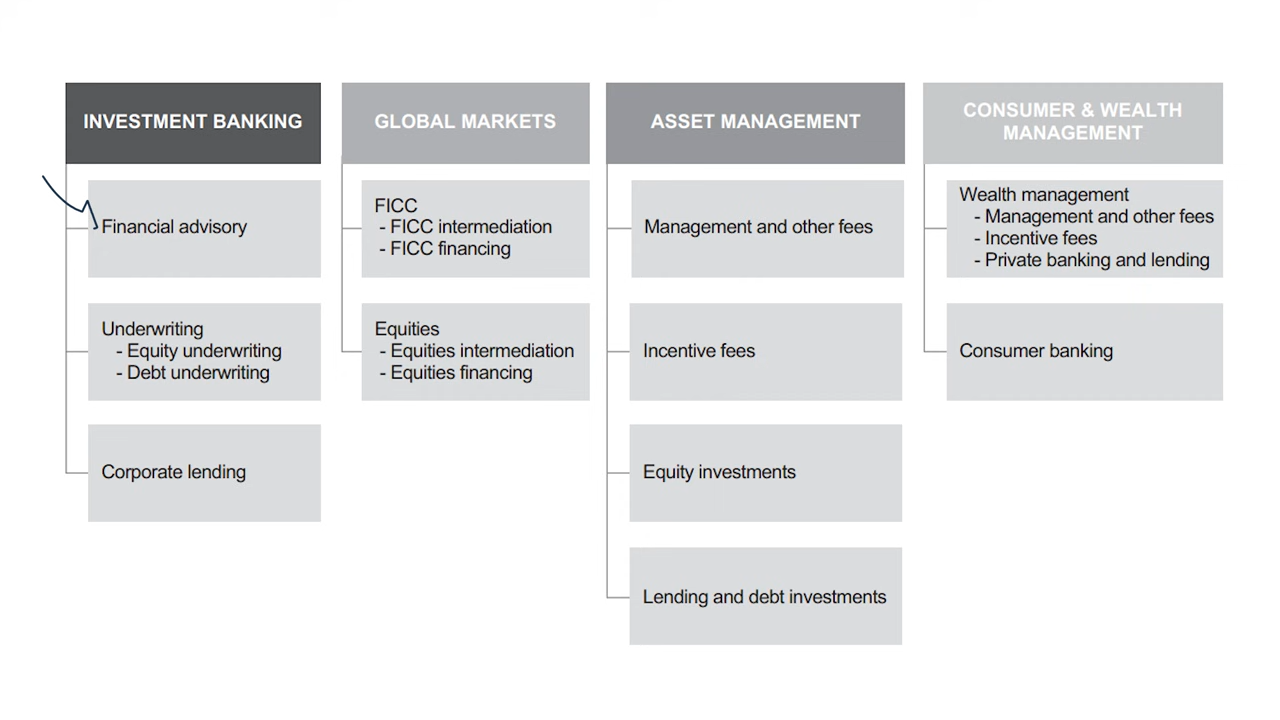 INVESTMENT BANKING
Financial advisory
Underwriting
- Equity underwriting
- Debt underwriting
Corporate lending
GLOBAL MARKETS
FICC
- FICC intermediation
- FICC financing
Equities
- Equities intermediation
- Equities financing
ASSET MANAGEMENT
Management and other fees
Incentive fees
Equity investments
Lending and debt investments
CONSUMER & WEALTH
MANAGEMENT
Wealth management
- Management and other fees
- Incentive fees
- Private banking and lending
Consumer banking